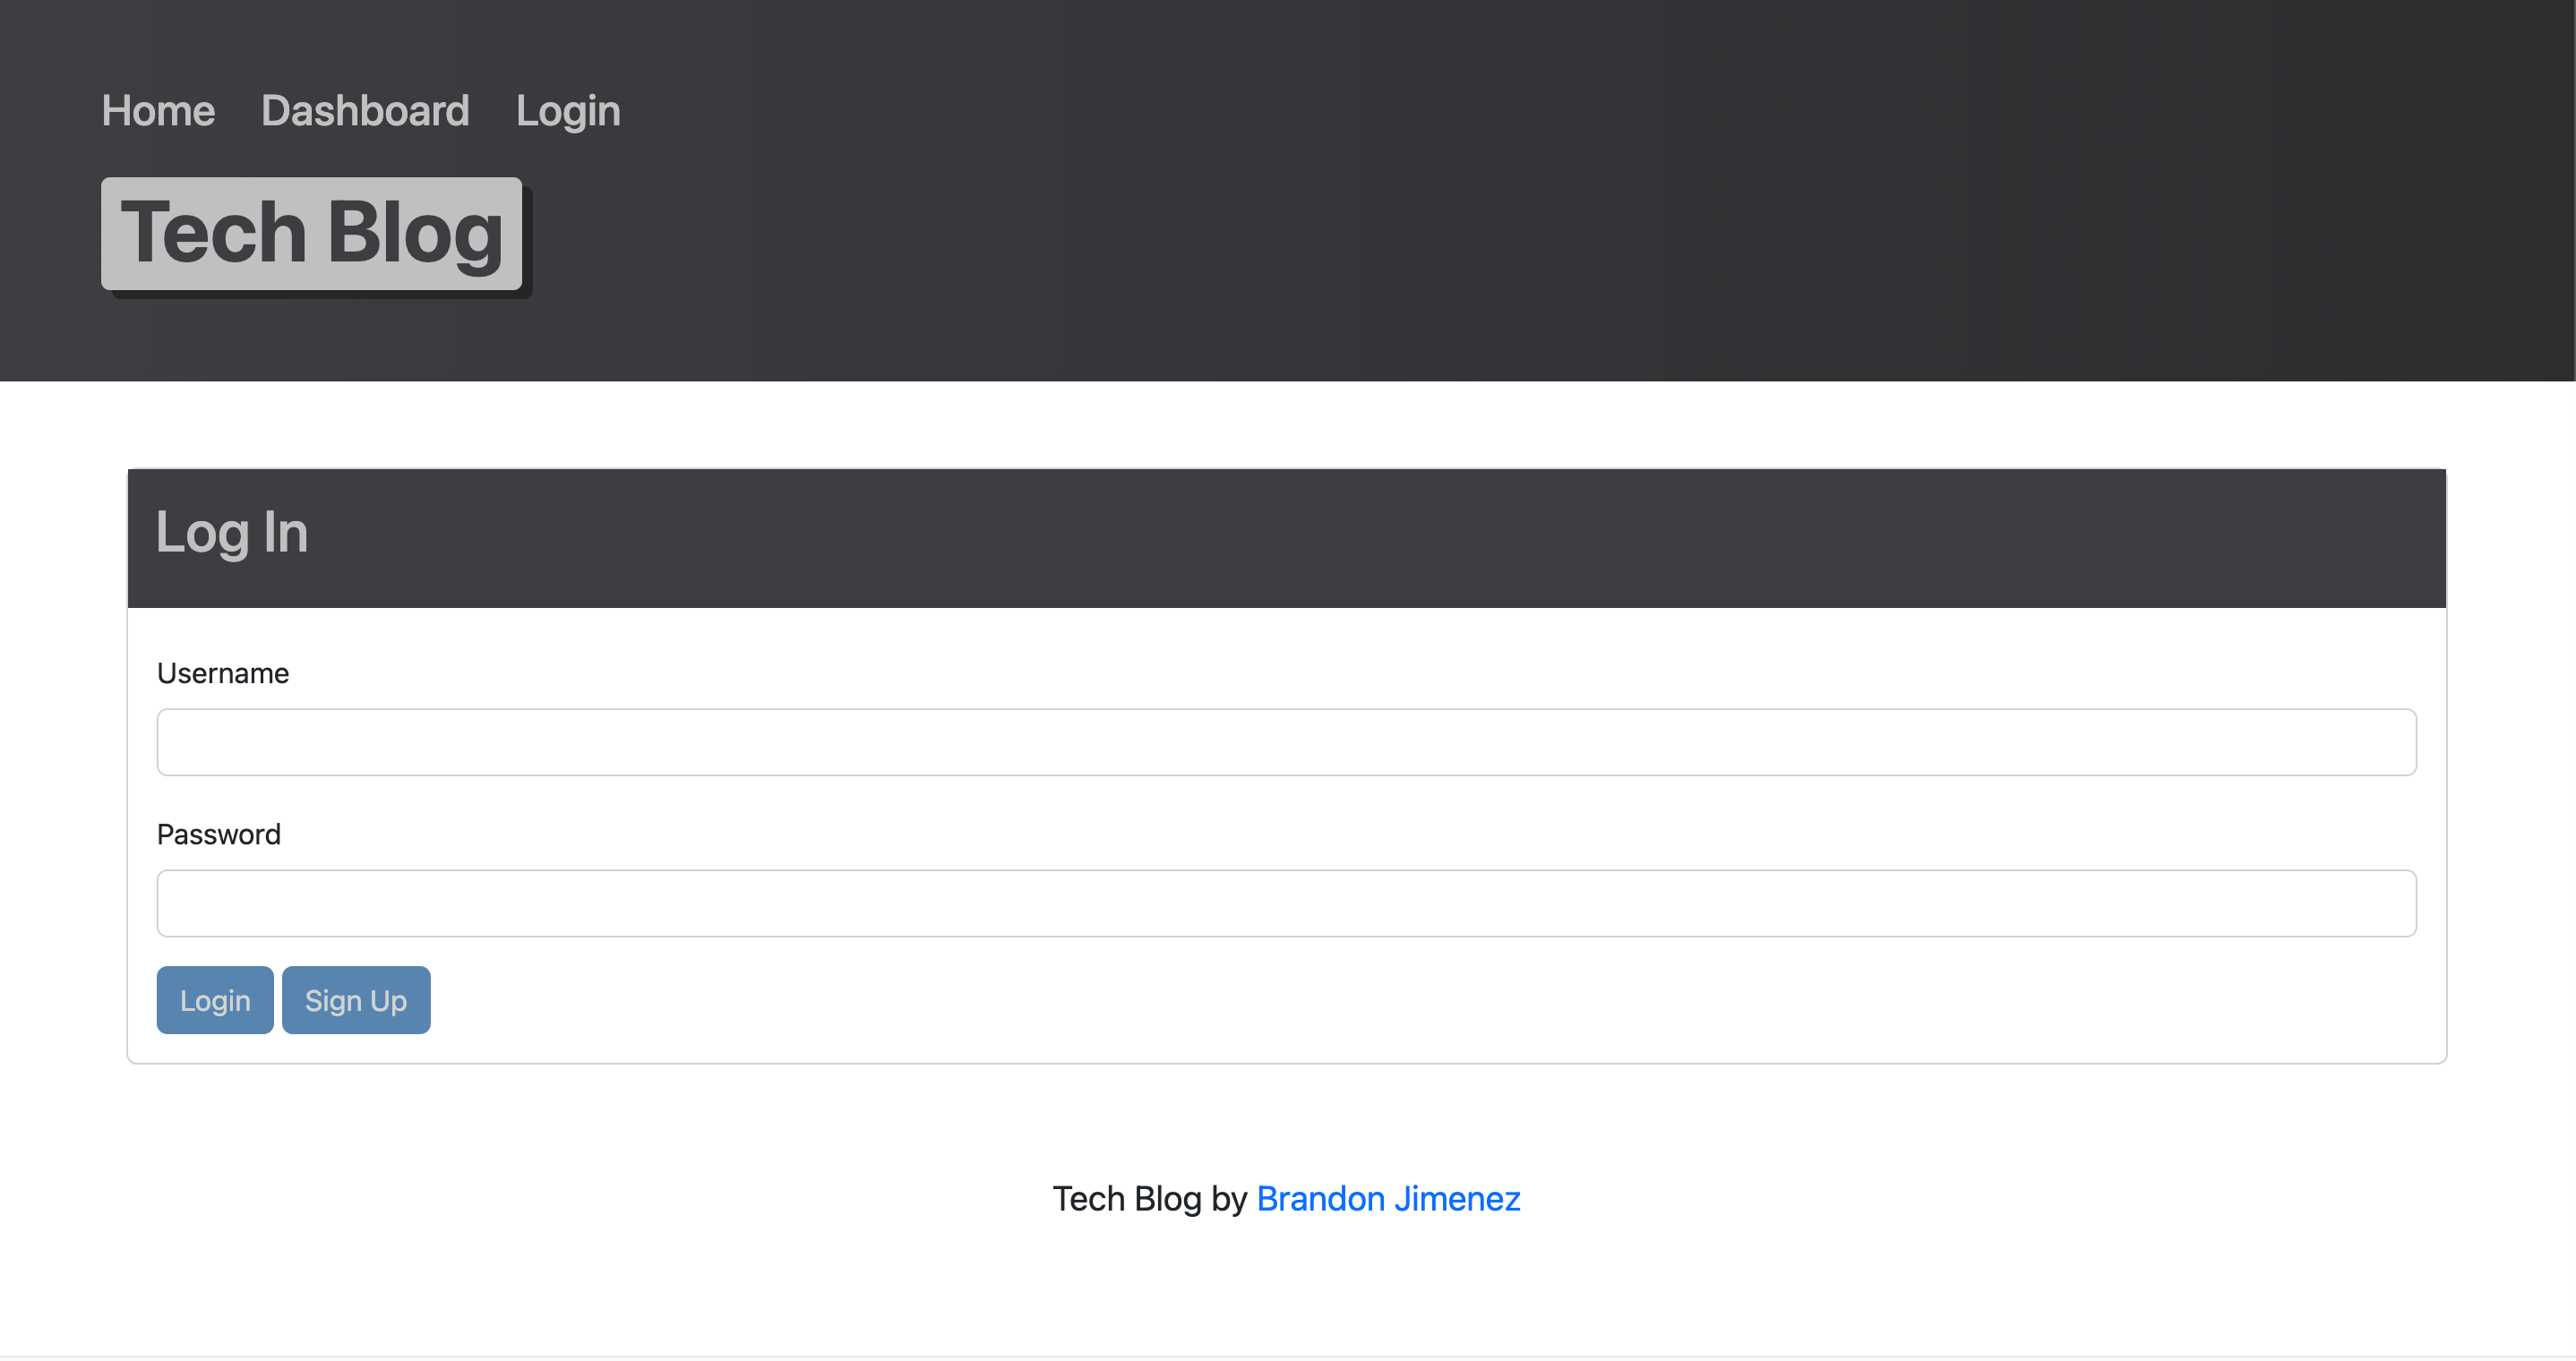 Home Dashboard Login
Tech Blog
Log In
Username
Password
Login Sign Up
Tech Blog by Brandon Jimenez